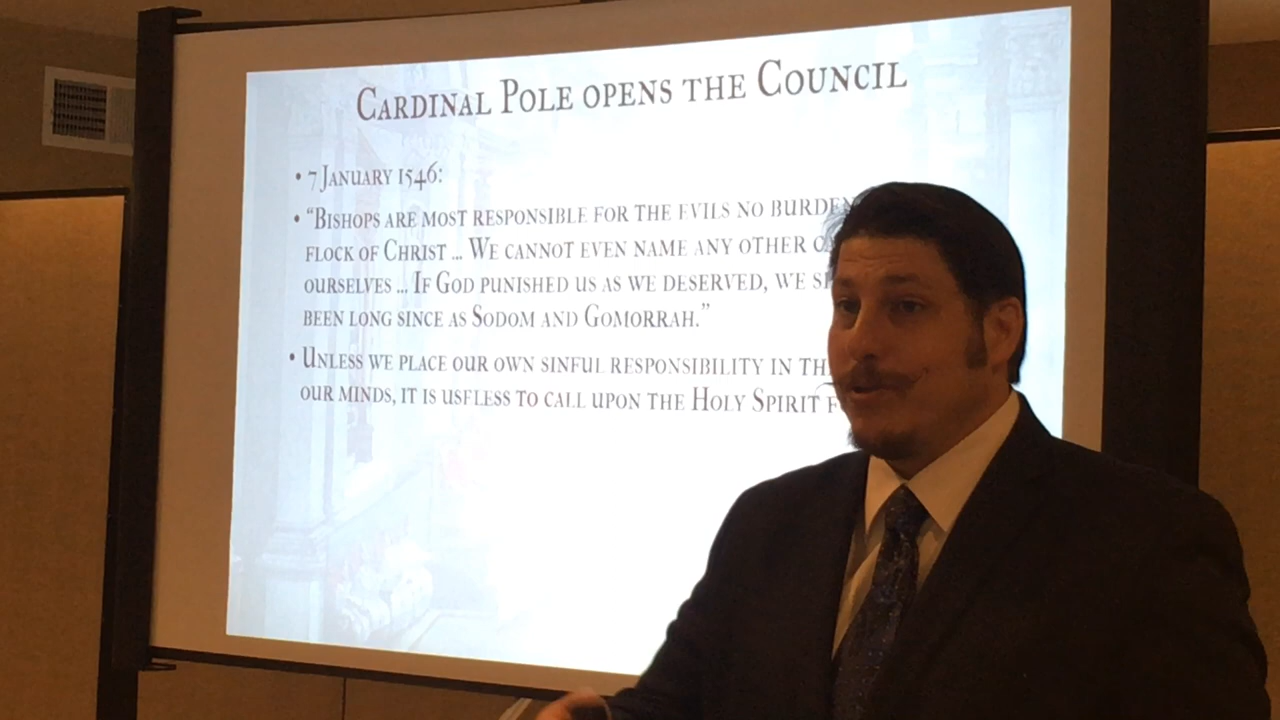 CARDINAL POLE OPENS THE COUNCIL
• 7 JANUARY 1546:
• “BISHOPS ARE MOST RESPONSIBLE FOR THE EVILS NO BURDEN
FLOCK OF CHRIST ... WE CANNOT EVEN NAME ANY OTHER
OURSELVES ... IF GOD PUNISHED US AS WE DESERVED, WE
BEEN LONG SINCE AS SODOM AND GOMORRAH.”
• UNLESS WE PLACE OUR OWN SINFUL RESPONSIBILITY IN
OUR MINDS, IT IS USELESS TO CALL UPON THE HOLY SPIRIT